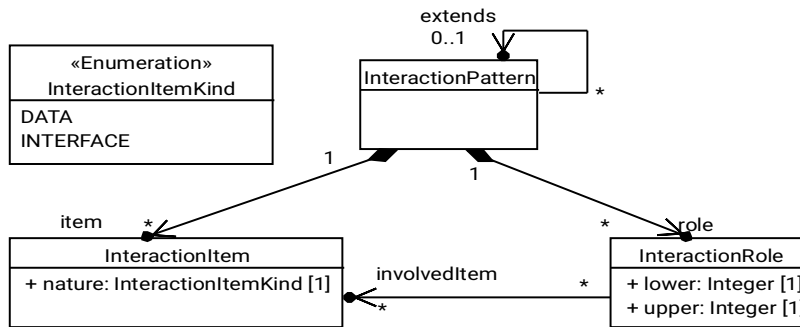 extends
0..1
«Enumeration»
InteractionItemKind
DATA
INTERFACE
InteractionPattern
*
1
1
item
*
*
role
InteractionItem
+ nature: InteractionItemKind [1]
involvedItem
*
*
InteractionRole
+ lower: Integer [1]
+ upper: Integer [1]